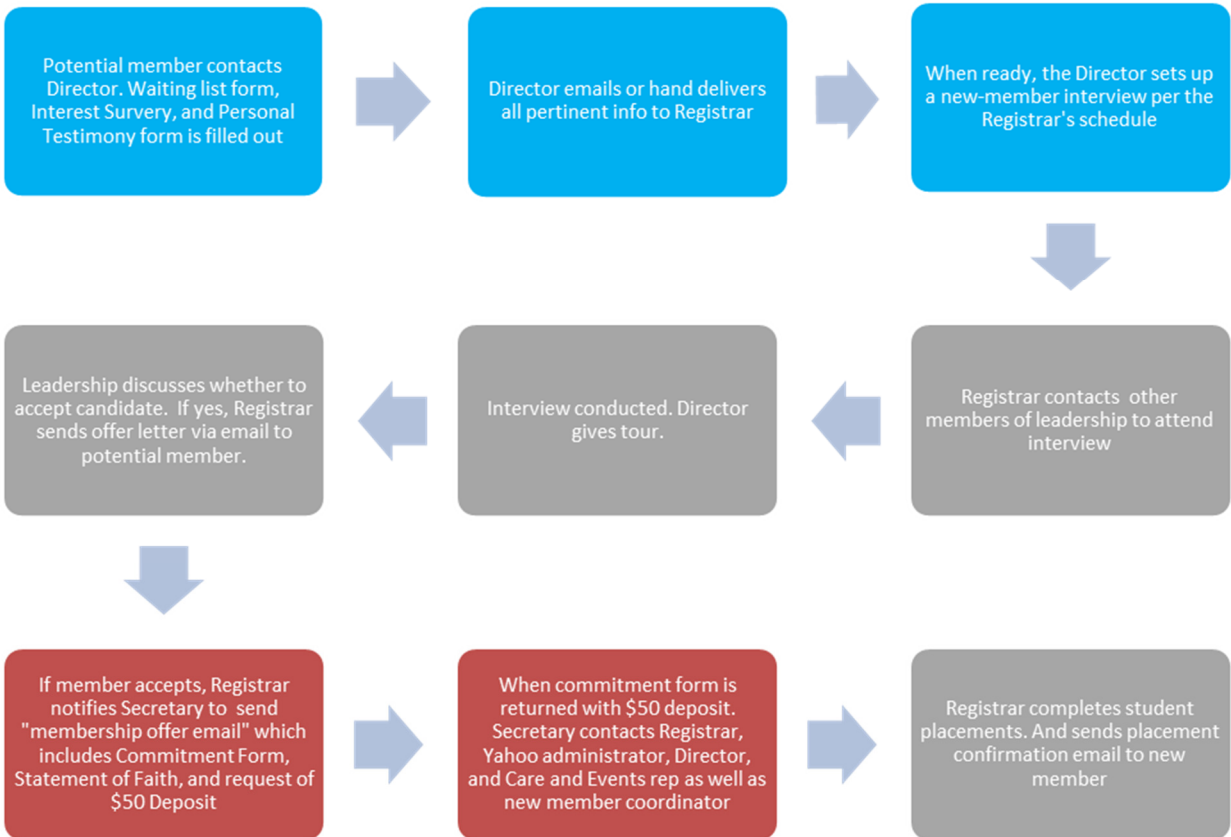 Potential member contacts
Director. Waiting list form,
Interest Survery, and Personal
Testimony form is filled out
Director emails or hand delivers
all pertinent info to Registrar
When ready, the Director sets up
a new-member interview per the
Registrar's schedule
Registrar contacts other
members of leadership to attend
interview
Interview conducted. Director
gives tour.
Leadership discusses whether to
accept candidate. If yes, Registrar
sends offer letter via email to
potential member.
If member accepts, Registrar
notifies Secretary to send
"membership offer email" which
includes Commitment Form,
Statement of Faith, and request of
$50 Deposit
When commitment form is
returned with $50 deposit.
Secretary contacts Registrar,
Yahoo administrator, Director,
and Care and Events rep as well as
new member coordinator
Registrar completes student
placements. And sends placement
confirmation email to new
member